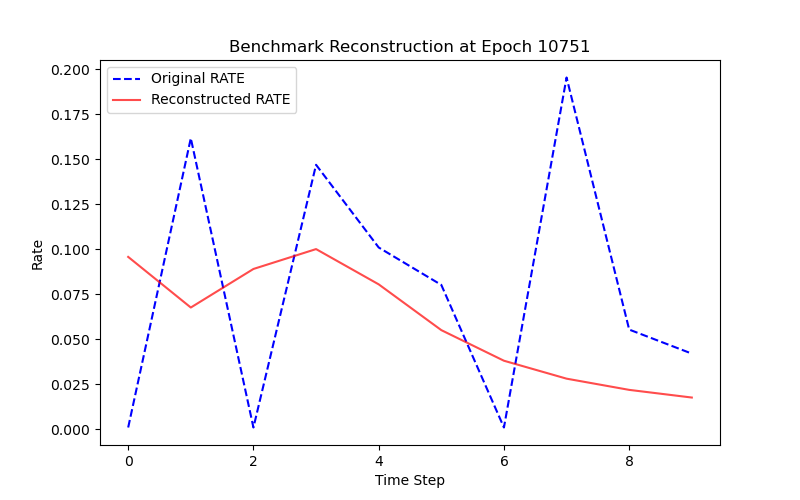 Benchmark Reconstruction at Epoch 10751
Original RATE
Reconstructed RATE
0.200
0.175
0.150
0.125
0.100
0.075
0.050
0.025
0.000
Rate
0 2 4 6 8
Time Step